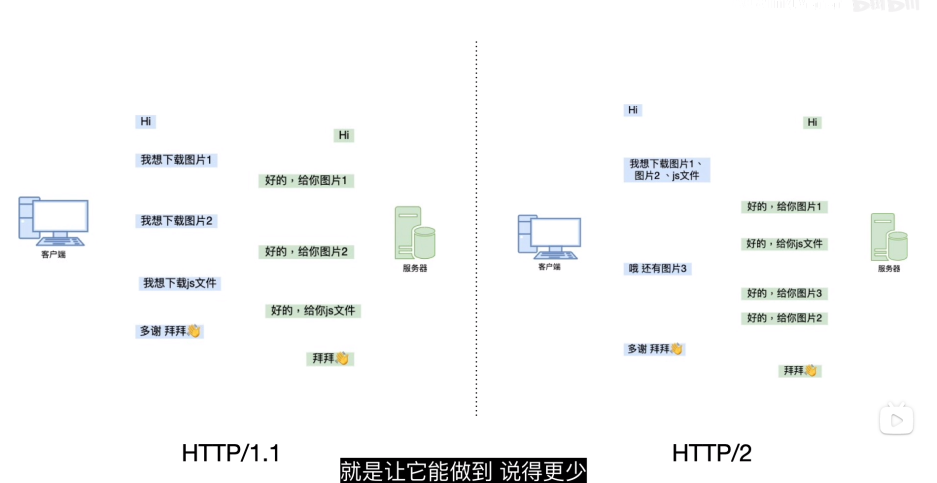 Hi
Hi
我想下载图片1
好的，给你图片1
我想下载图片2
好的，给你图片2
我想下载js文件
好的，给你js文件
多谢 拜拜👏
拜拜👏
客户端
服务器
HTTP/1.1
Hi
Hi
我想下载图片1、
图片2 、js文件
好的，给你图片1
好的，给你js文件
哦 还有图片3
好的，给你图片3
好的，给你图片2
多谢 拜拜👏
拜拜👏
客户端
服务器
HTTP/2
就是让它能做到 说得更少